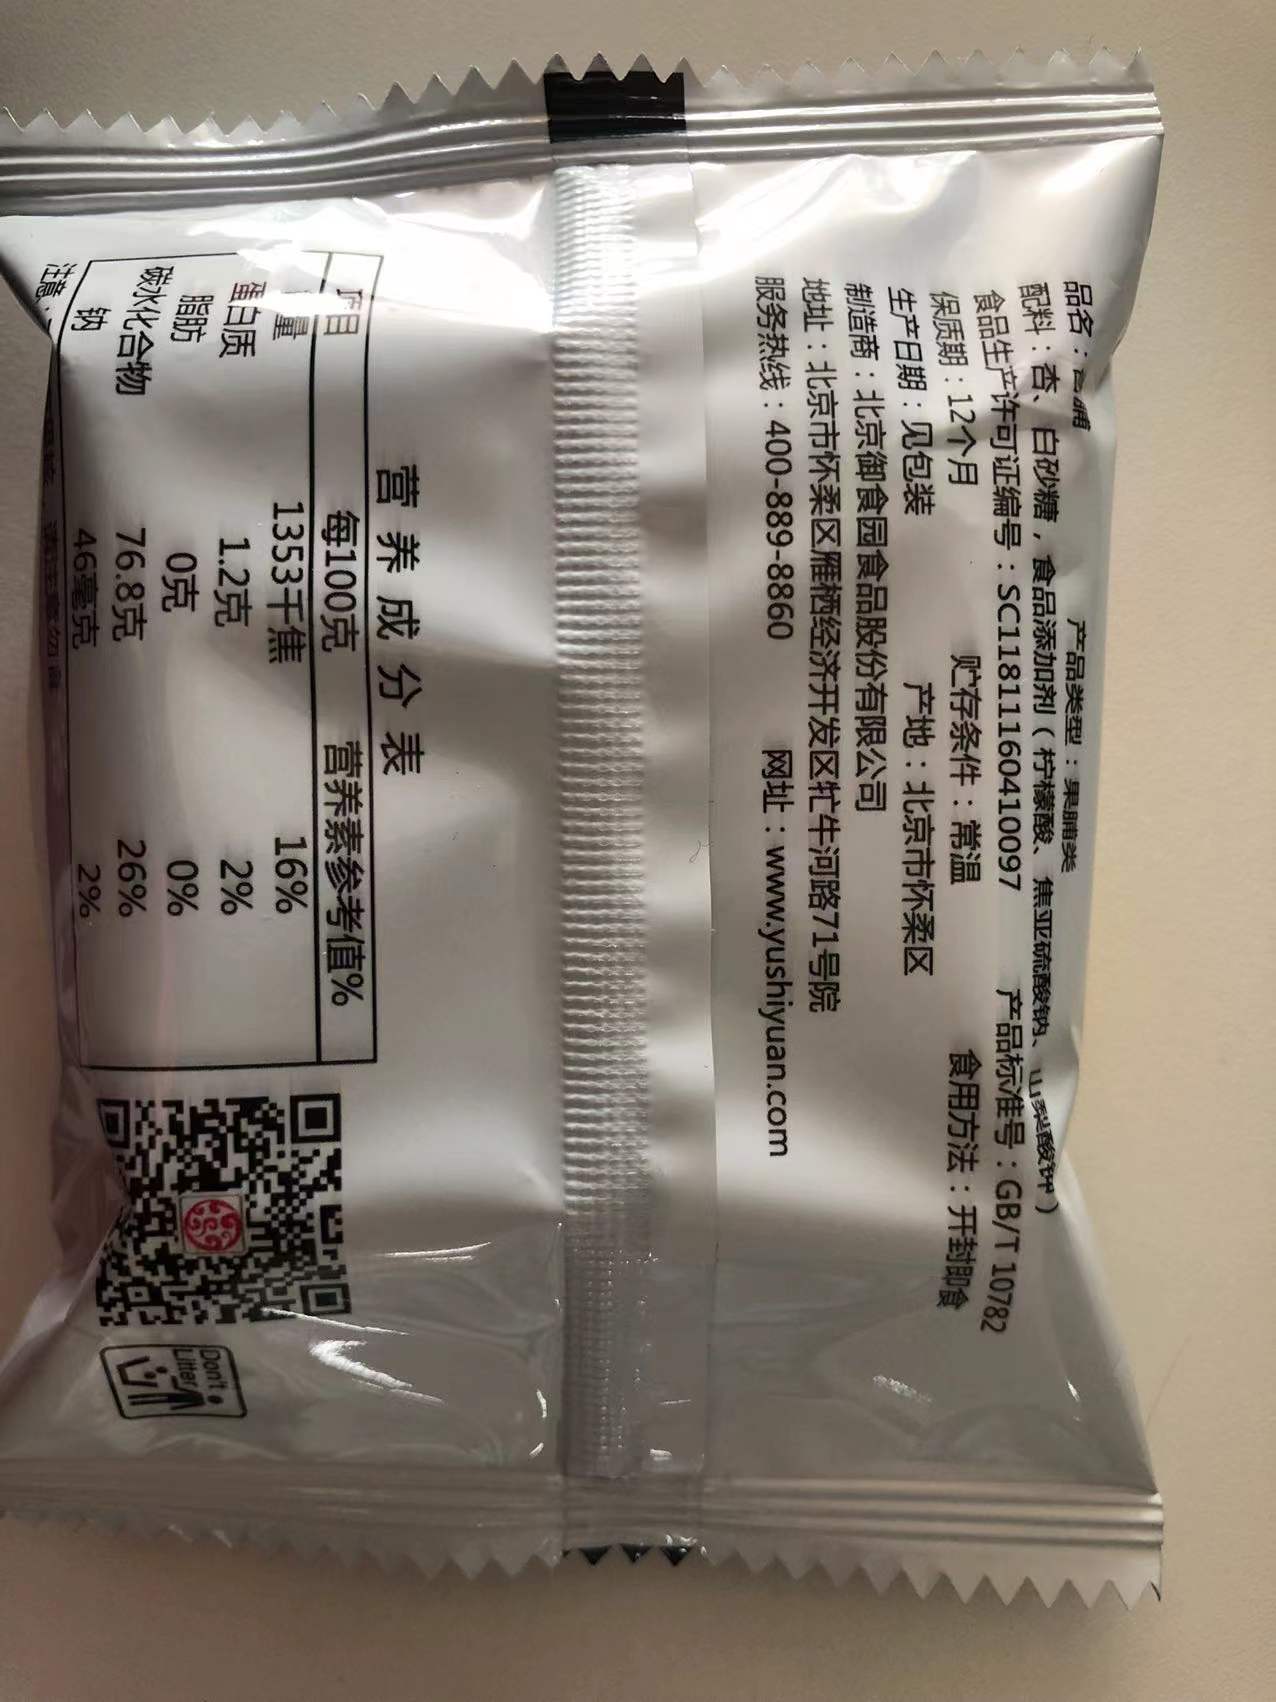 品名：杏脯 产品类型：果脯类
配料：杏、白砂糖，食品添加剂（柠檬酸、焦亚硫酸钠、山梨酸钾）
食品生产许可证编号：SC11811160410097 产品标准号：GB/T 10782
保质期：12个月 贮存条件：常温 食用方法：开封即食
生产日期：见包装 产地：北京市怀柔区
制造商：北京御食园食品股份有限公司
地址：北京市怀柔区雁栖经济开发区牤牛河路71号院
服务热线：400-889-8860 网址：www.yushiyuan.com
营养成分表
项目 每100克 营养素参考值%
量 1353千焦 16%
蛋白质 1.2克 2%
脂肪 0克 0%
碳水化合物 76.8克 26%
钠 46毫克 2%
注意：
Don't
Litter